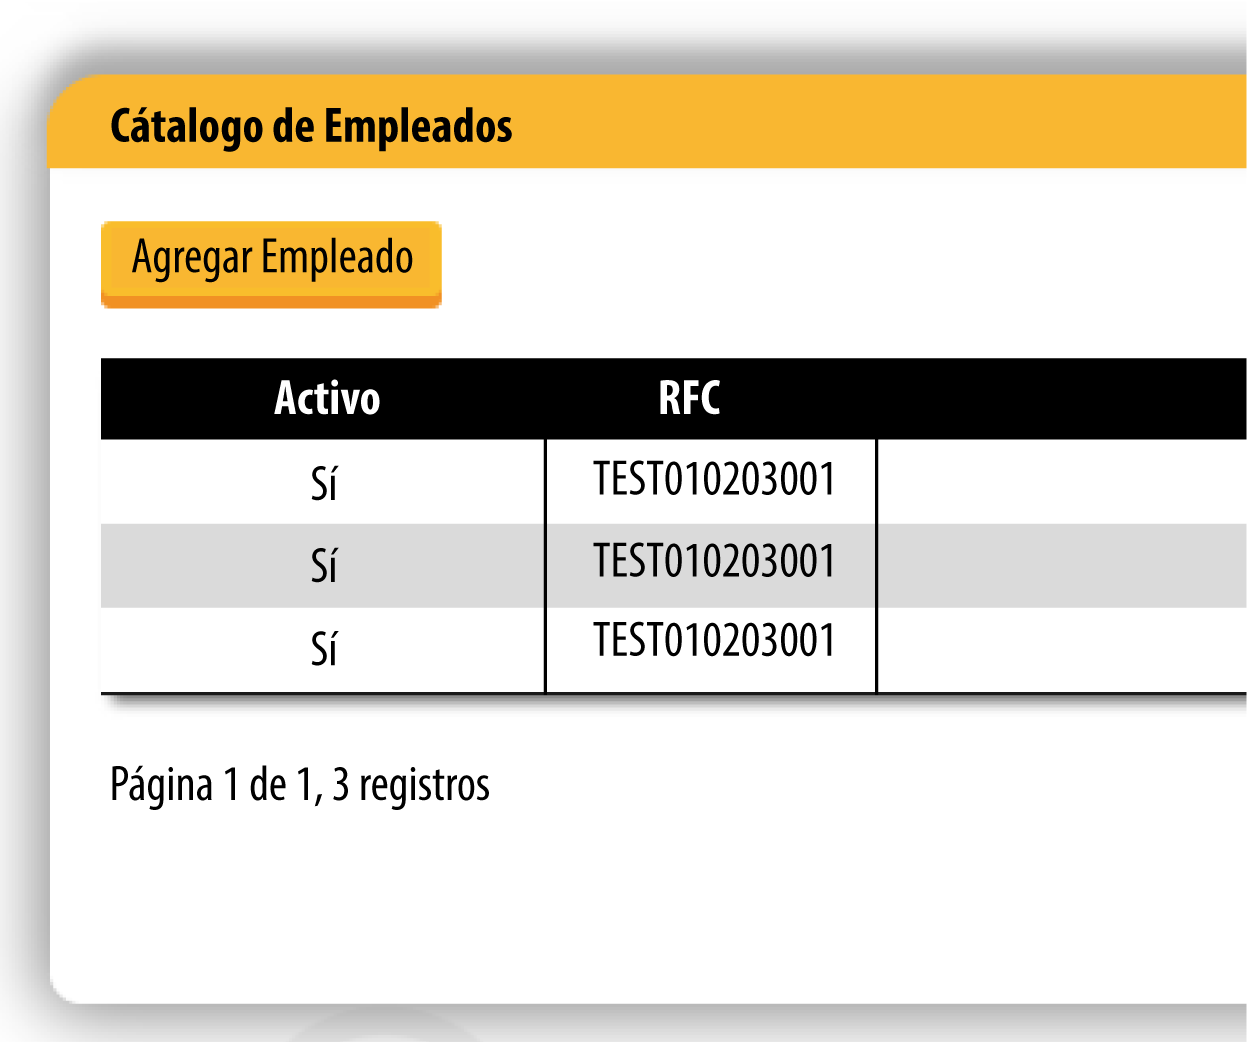 Cátalogo de Empleados
Agregar Empleado
Activo RFC
Sí TEST010203001
Sí TEST010203001
Sí TEST010203001
Página 1 de 1, 3 registros